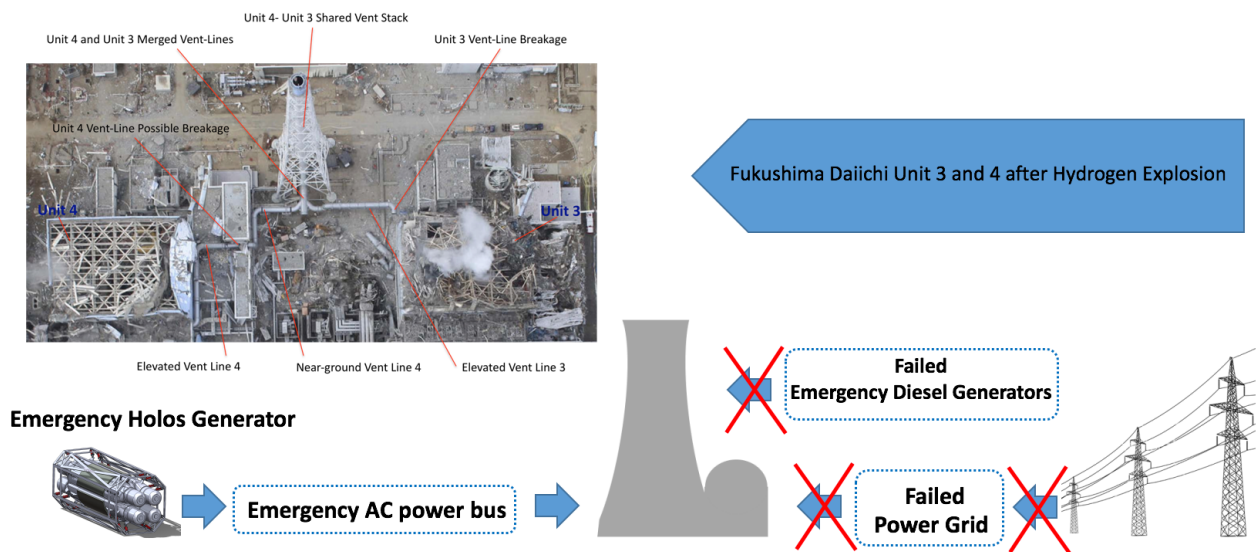 Unit 4- Unit 3 Shared Vent Stack
Unit 4 and Unit 3 Merged Vent-Lines
Unit 3 Vent-Line Breakage
Unit 4 Vent-Line Possible Breakage
Unit 4
Unit 3
Elevated Vent Line 4
Near-ground Vent Line 4
Elevated Vent Line 3
Fukushima Daiichi Unit 3 and 4 after Hydrogen Explosion
Failed
Emergency Diesel Generators
Emergency Holos Generator
Emergency AC power bus
Failed
Power Grid